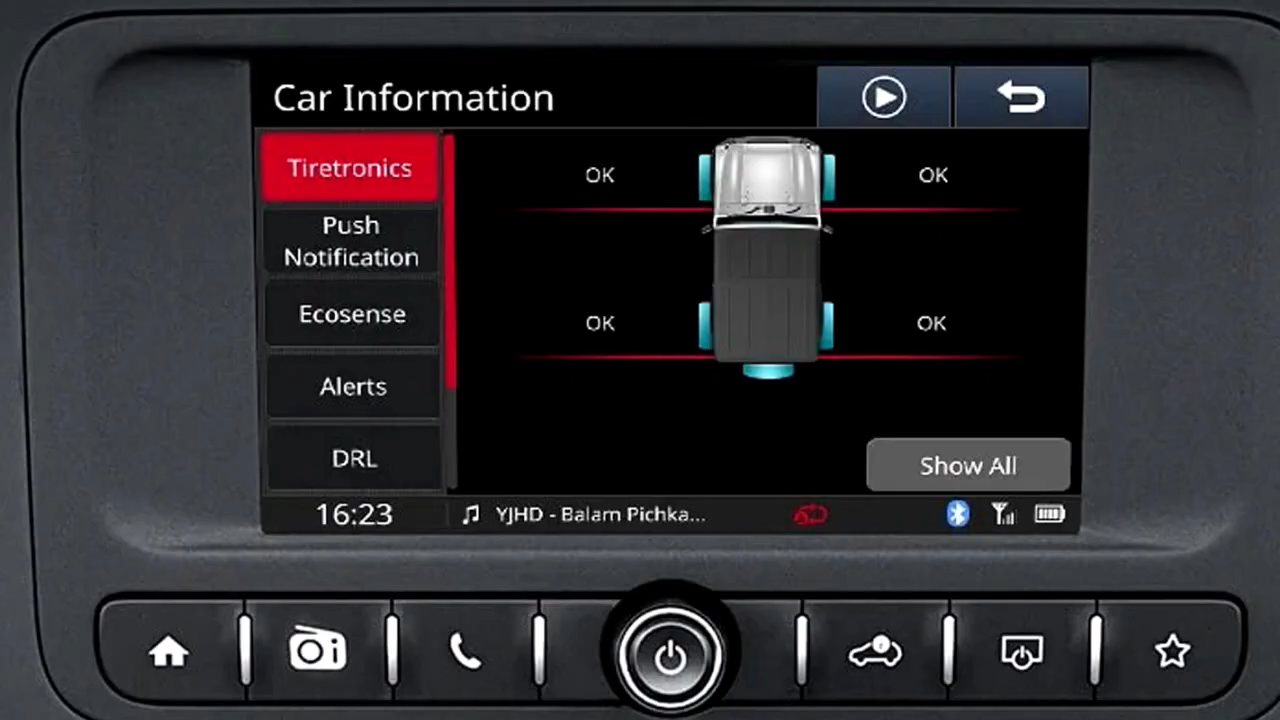 Car Information
Tiretronics
Push
Notification
Ecosense
Alerts
DRL
OK
OK
OK
OK
Show All
16:23
YJHD - Balam Pichka...